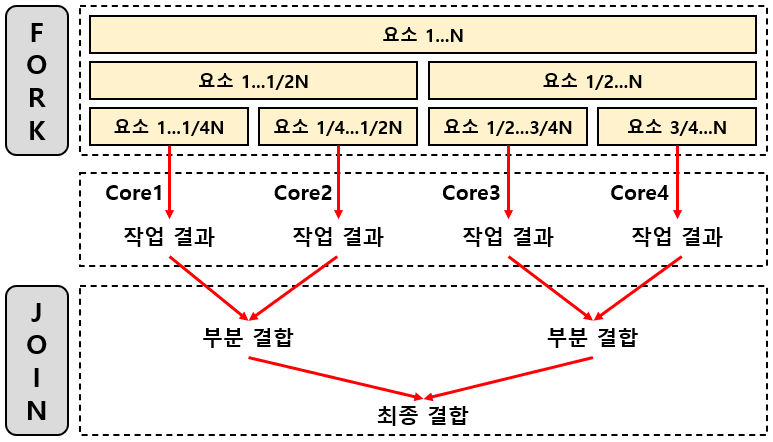 FORK
요소 1...N
요소 1...1/2N
요소 1/2...N
요소 1...1/4N
요소 1/4...1/2N
요소 1/2...3/4N
요소 3/4...N
Core1
Core2
Core3
Core4
작업 결과
작업 결과
작업 결과
작업 결과
JOIN
부분 결합
부분 결합
최종 결합